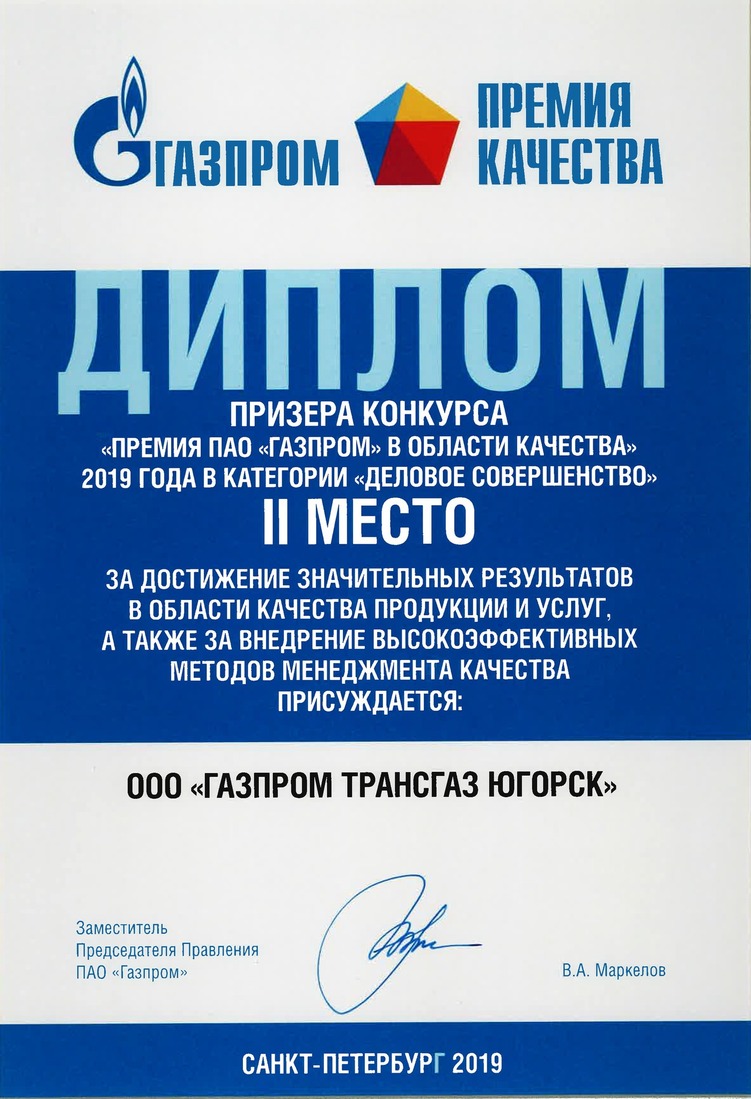 ГАЗПРОМ
ПРЕМИЯ
КАЧЕСТВА
ДИПЛОМ
ПРИЗЕРА КОНКУРСА
«ПРЕМИЯ ПАО «ГАЗПРОМ» В ОБЛАСТИ КАЧЕСТВА»
2019 ГОДА В КАТЕГОРИИ «ДЕЛОВОЕ СОВЕРШЕНСТВО»
II МЕСТО
ЗА ДОСТИЖЕНИЕ ЗНАЧИТЕЛЬНЫХ РЕЗУЛЬТАТОВ
В ОБЛАСТИ КАЧЕСТВА ПРОДУКЦИИ И УСЛУГ,
А ТАКЖЕ ЗА ВНЕДРЕНИЕ ВЫСОКОЭФФЕКТИВНЫХ
МЕТОДОВ МЕНЕДЖМЕНТА КАЧЕСТВА
ПРИСУЖДАЕТСЯ:
ООО «ГАЗПРОМ ТРАНСГАЗ ЮГОРСК»
Заместитель
Председателя Правления
ПАО «Газпром»
В.А. Маркелов
САНКТ-ПЕТЕРБУРГ 2019